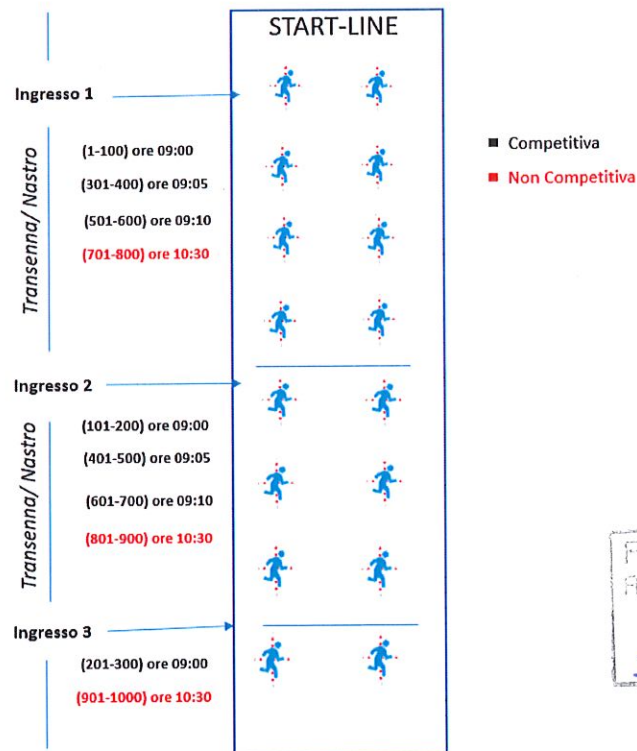 START-LINE
Ingresso 1
Transenna/ Nastro
(1-100) ore 09:00
(301-400) ore 09:05
(501-600) ore 09:10
(701-800) ore 10:30
Competitiva
Non Competitiva
Ingresso 2
Transenna/ Nastro
(101-200) ore 09:00
(401-500) ore 09:05
(601-700) ore 09:10
(801-900) ore 10:30
Ingresso 3
(201-300) ore 09:00
(901-1000) ore 10:30